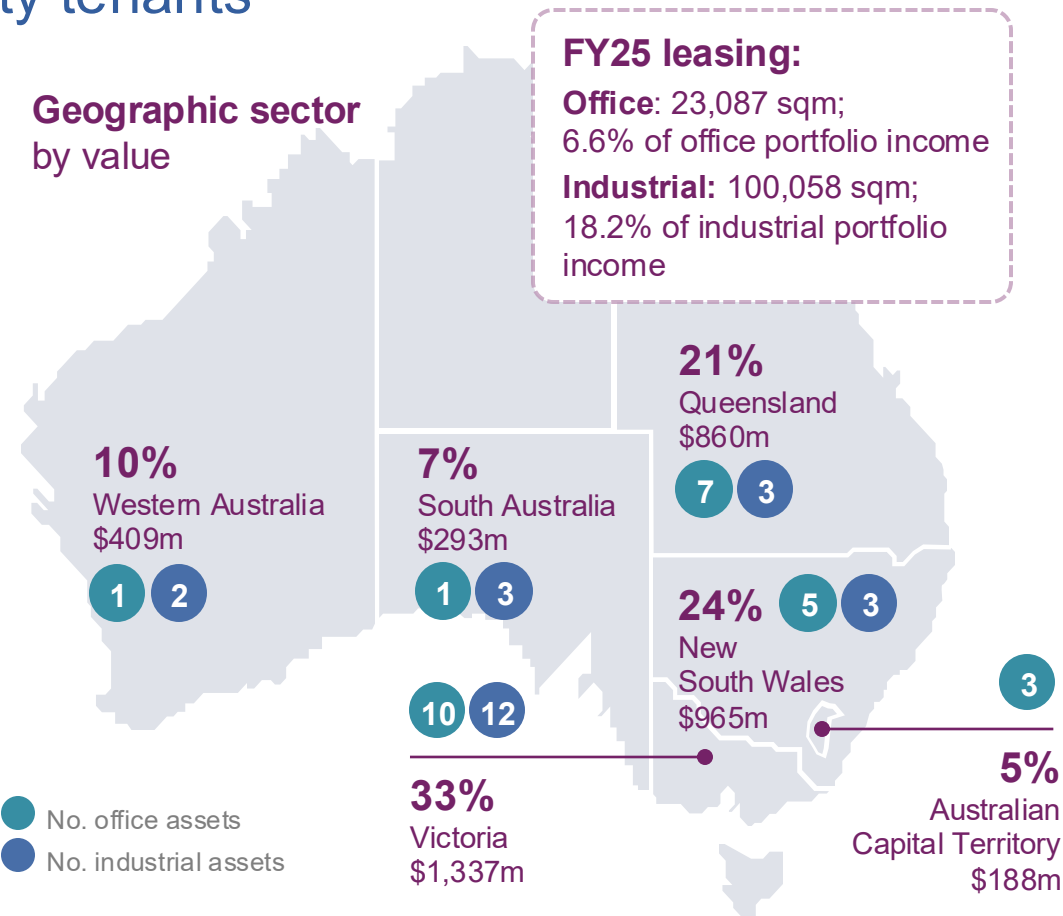 ty tenants
Geographic sector
by value
FY25 leasing:
Office: 23,087 sqm;
6.6% of office portfolio income
Industrial: 100,058 sqm;
18.2% of industrial portfolio
income
21%
Queensland
$860m
7 3
10%
Western Australia
$409m
1 2
7%
South Australia
$293m
1 3
24% 5 3
New
South Wales
$965m
3
5%
Australian
Capital Territory
$188m
10 12
33%
Victoria
$1,337m
No. office assets
No. industrial assets